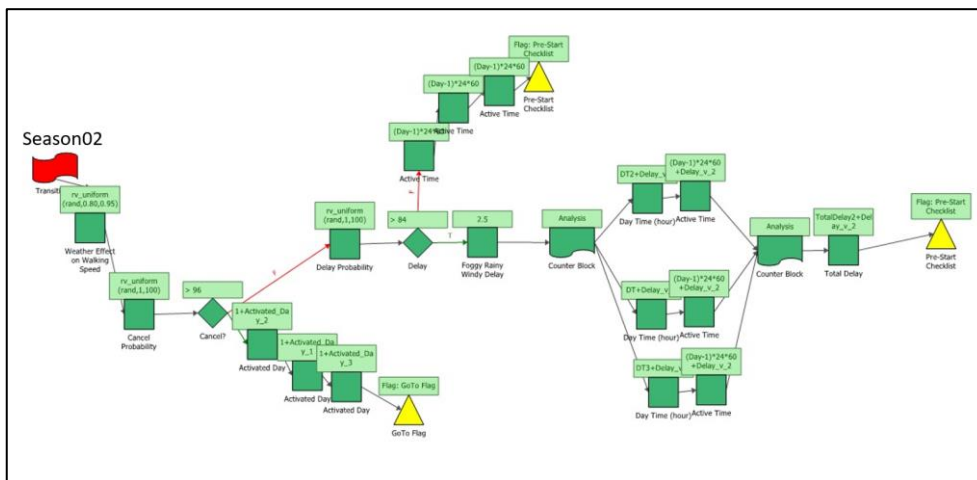 Season02
Transiti
rv_uniform
(rand,0.80,0.95)
Weather Effect
on Walking
Speed
rv_uniform
(rand,1,100)
Cancel
Probability
> 96
Cancel?
F
1+Activated_Da
y_2
Activated Day
1+Activated_Da
y_1
Activated Day
1+Activated_Da
y_3
Activated Day
Flag: GoTo Flag
GoTo Flag
rv_uniform
(rand,1,100)
Delay Probability
> 84
Delay
F
T
(Day-1)*24*60
Active Time
(Day-1)*24*60
Active Time
(Day-1)*24*60
Active Time
Flag: Pre-Start
Checklist
Pre-Start
Checklist
2.5
Foggy Rainy
Windy Delay
Analysis
Counter Block
DT2+Delay_v
Day Time (hour)
(Day-1)*24*60
+Delay_v_2
Active Time
DT+Delay_v
Day Time (hour)
(Day-1)*24*60
+Delay_v_2
Active Time
DT3+Delay_v
Day Time (hour)
(Day-1)*24*60
+Delay_v_2
Active Time
Analysis
Counter Block
TotalDelay2+Del
ay_v_2
Total Delay
Flag: Pre-Start
Checklist
Pre-Start
Checklist